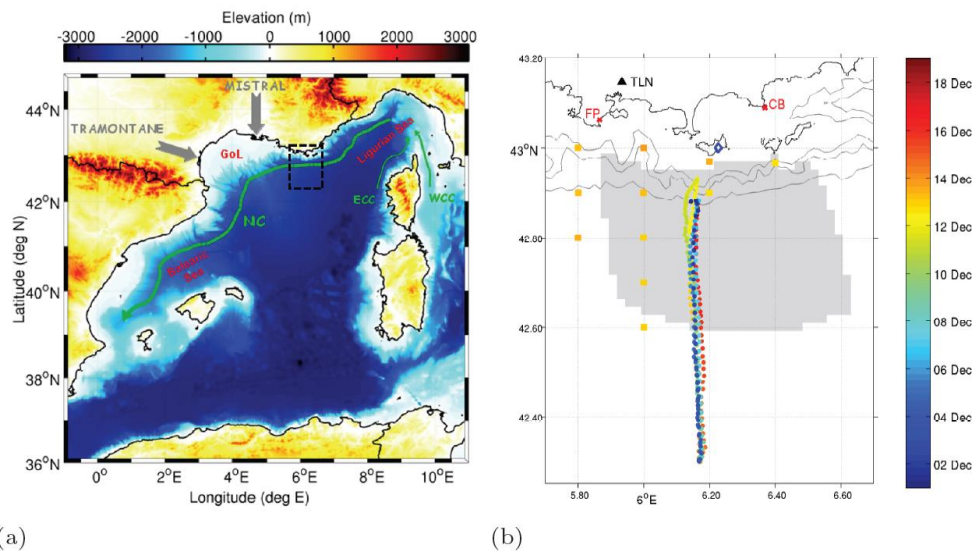 Elevation (m)
-3000 -2000 -1000 0 1000 2000 3000
44°N
42°N
40°N
38°N
36°N
Latitude (deg N)
MISTRAL
TRAMONTANE
GoL
Ligurian Sea
ECC
WCC
NC
Balearic Sea
0° 2°E 4°E 6°E 8°E 10°E
Longitude (deg E)
(a)
43.20
43°N
42.80
42.60
42.40
TLN
FP
CB
5.80 6°E 6.20 6.40 6.60
18 Dec
16 Dec
14 Dec
12 Dec
10 Dec
08 Dec
06 Dec
04 Dec
02 Dec
(b)